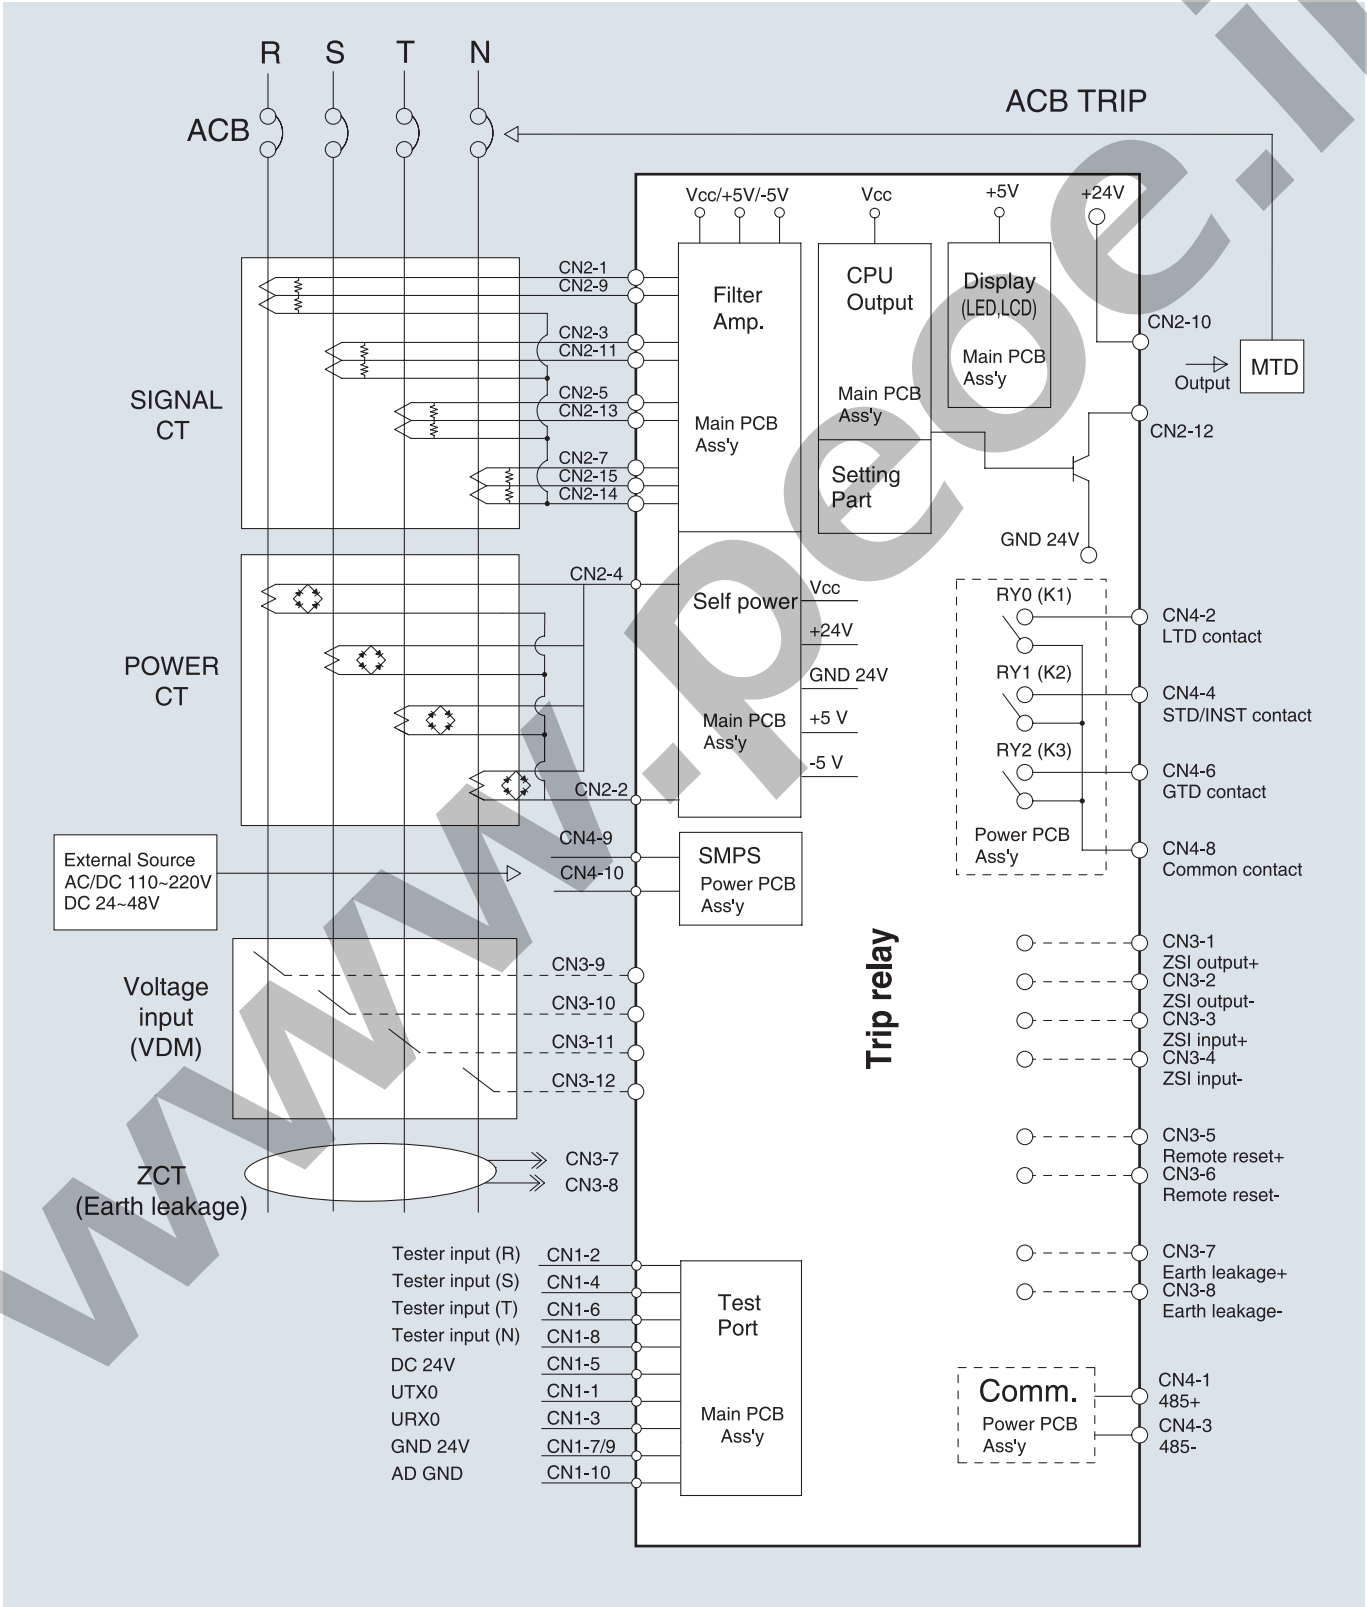 R S T N
ACB TRIP
ACB
Vcc/+5V/-5V
Vcc
+5V
+24V
CN2-1
CN2-9
CN2-3
CN2-11
CN2-5
CN2-13
CN2-7
CN2-15
CN2-14
SIGNAL
CT
Filter
Amp.
Main PCB
Ass'y
CPU
Output
Main PCB
Ass'y
Setting
Part
Display
(LED,LCD)
Main PCB
Ass'y
CN2-10
Output
MTD
CN2-12
GND 24V
POWER
CT
CN2-4
CN2-2
Self power
Main PCB
Ass'y
Vcc
+24V
GND 24V
+5 V
-5 V
RY0 (K1)
RY1 (K2)
RY2 (K3)
Power PCB
Ass'y
CN4-2
LTD contact
CN4-4
STD/INST contact
CN4-6
GTD contact
CN4-8
Common contact
External Source
AC/DC 110~220V
DC 24~48V
CN4-9
CN4-10
SMPS
Power PCB
Ass'y
Trip relay
Voltage
input
(VDM)
CN3-9
CN3-10
CN3-11
CN3-12
CN3-1
ZSI output+
CN3-2
ZSI output-
CN3-3
ZSI input+
CN3-4
ZSI input-
ZCT
(Earth leakage)
CN3-7
CN3-8
CN3-5
Remote reset+
CN3-6
Remote reset-
CN3-7
Earth leakage+
CN3-8
Earth leakage-
Tester input (R) CN1-2
Tester input (S) CN1-4
Tester input (T) CN1-6
Tester input (N) CN1-8
DC 24V CN1-5
UTX0 CN1-1
URX0 CN1-3
GND 24V CN1-7/9
AD GND CN1-10
Test
Port
Main PCB
Ass'y
Comm.
Power PCB
Ass'y
CN4-1
485+
CN4-3
485-
www.peoe.i